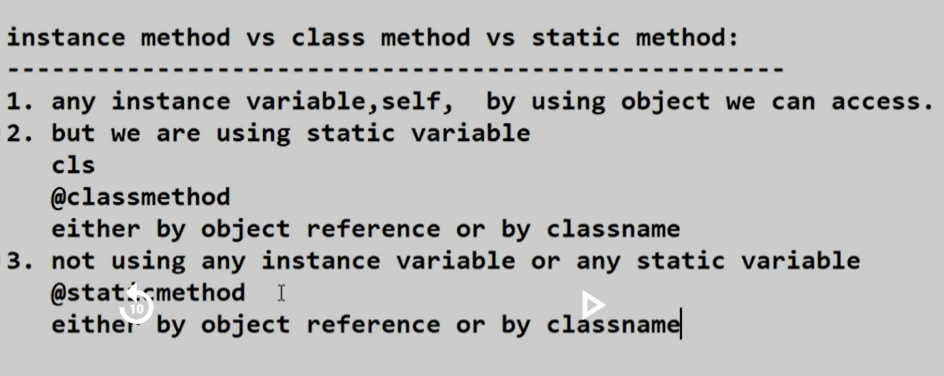 instance method vs class method vs static method:
----------------------------------------------------
1. any instance variable,self,  by using object we can access.
2. but we are using static variable
cls
@classmethod
either by object reference or by classname
3. not using any instance variable or any static variable
@staticmethod
10
either by object reference or by classname